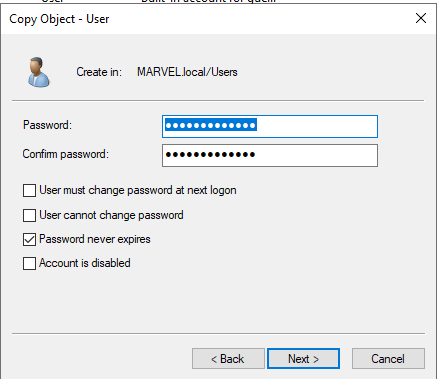 User Built-in account for gue...
Copy Object - User
Create in: MARVEL.local/Users
Password: ●●●●●●●●●●●●●
Confirm password: ●●●●●●●●●●●●●
User must change password at next logon
User cannot change password
Password never expires
Account is disabled
< Back Next > Cancel